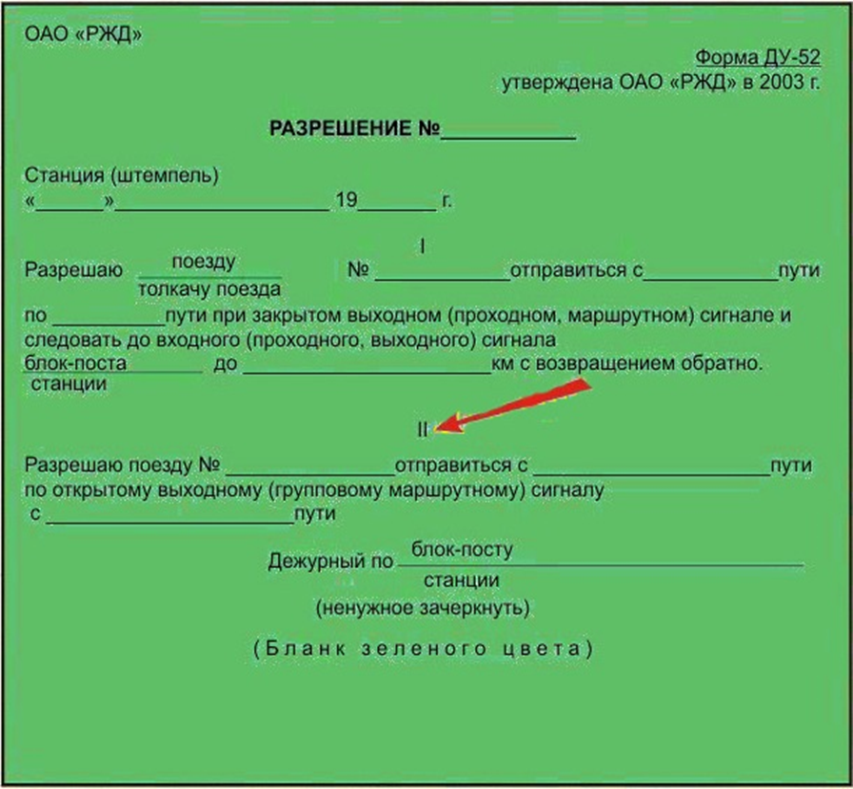 ОАО «РЖД»
Форма ДУ-52
утверждена ОАО «РЖД» в 2003 г.
РАЗРЕШЕНИЕ №____________
Станция (штемпель)
«______»___________________ 19_______ г.
I
Разрешаю поезду № ____________отправиться с____________пути
толкачу поезда
по __________пути при закрытом выходном (проходном, маршрутном) сигнале и
следовать до входного (проходного, выходного) сигнала
блок-поста до ______________________км с возвращением обратно.
станции
II
Разрешаю поезду № _______________отправиться с _____________________пути
по открытому выходному (групповому маршрутному) сигналу
с ______________________пути
Дежурный по блок-посту
станции
(ненужное зачеркнуть)
(Бланк зеленого цвета)